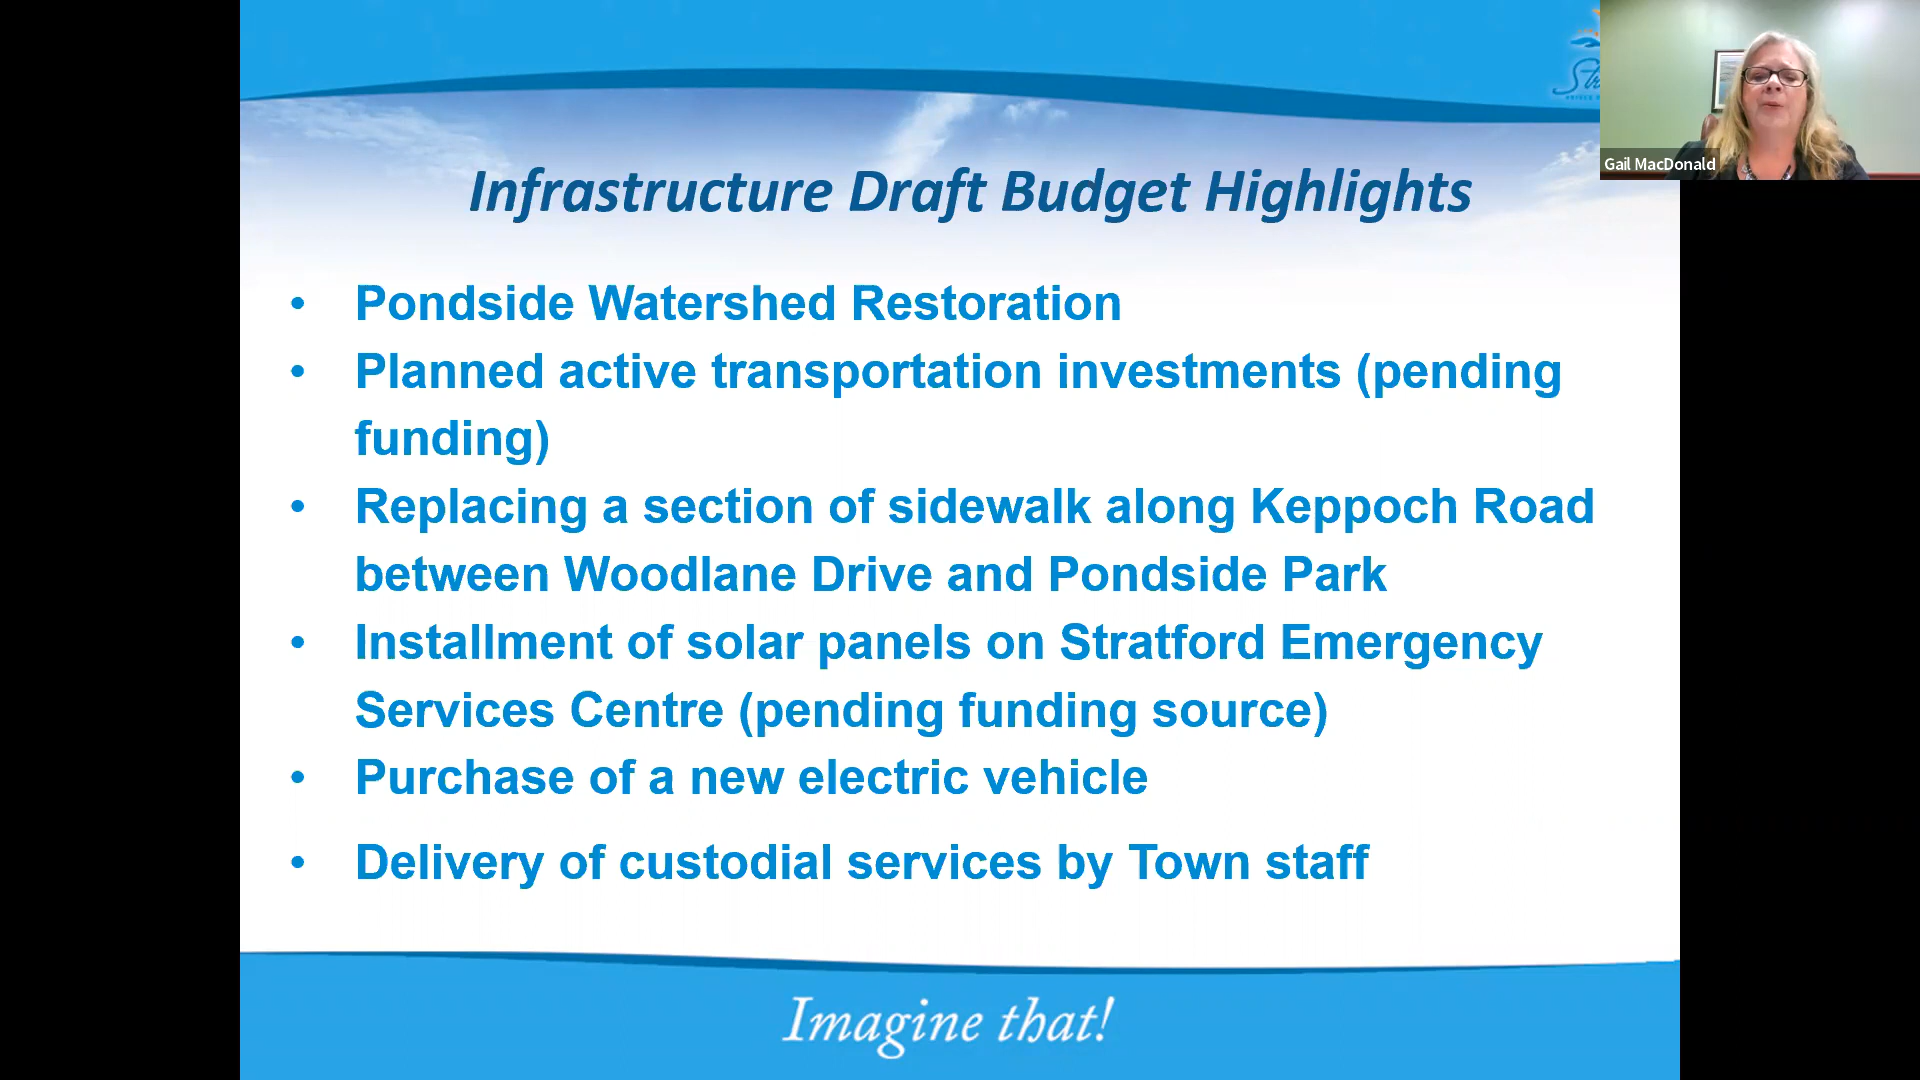 Infrastructure Draft Budget Highlights
Gail MacDonald
• Pondside Watershed Restoration
• Planned active transportation investments (pending
funding)
• Replacing a section of sidewalk along Keppoch Road
between Woodlane Drive and Pondside Park
• Installment of solar panels on Stratford Emergency
Services Centre (pending funding source)
• Purchase of a new electric vehicle
• Delivery of custodial services by Town staff
Imagine that!